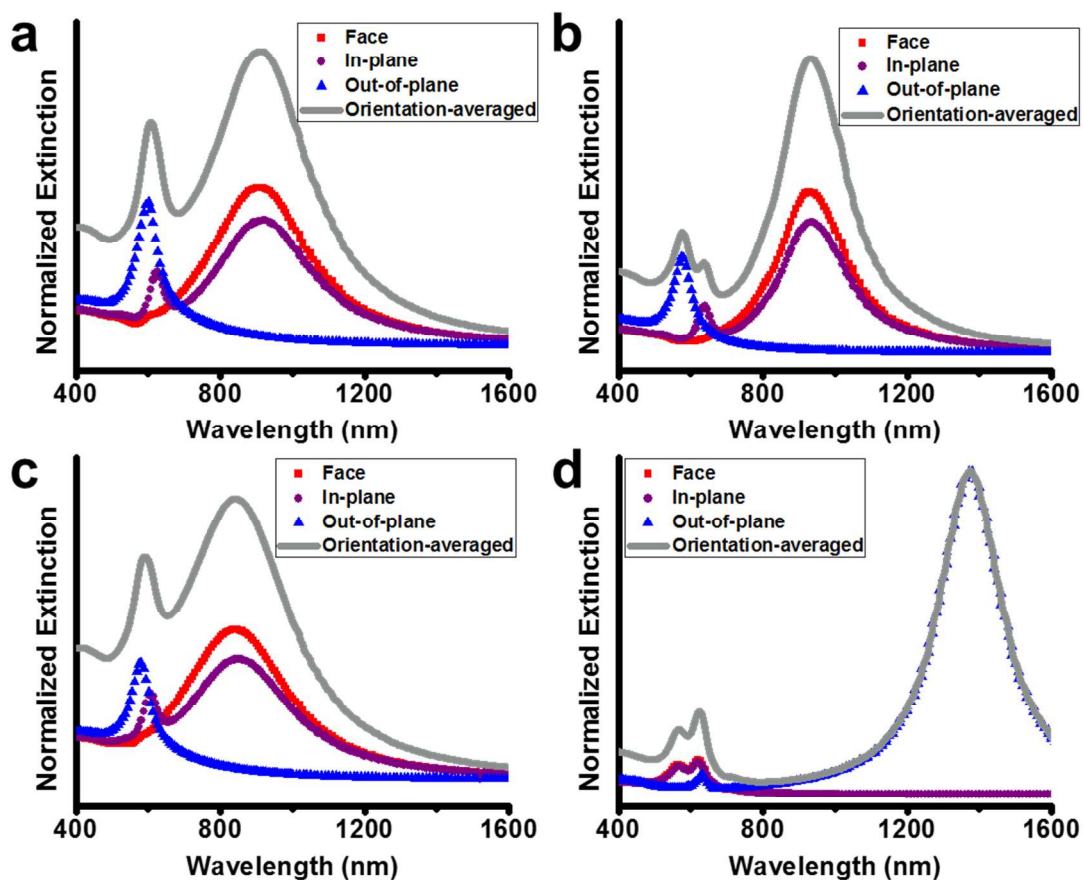 a
Face
In-plane
Out-of-plane
Orientation-averaged
Normalized Extinction
400 800 1200 1600
Wavelength (nm)
b
Face
In-plane
Out-of-plane
Orientation-averaged
Normalized Extinction
400 800 1200 1600
Wavelength (nm)
c
Face
In-plane
Out-of-plane
Orientation-averaged
Normalized Extinction
400 800 1200 1600
Wavelength (nm)
d
Face
In-plane
Out-of-plane
Orientation-averaged
Normalized Extinction
400 800 1200 1600
Wavelength (nm)